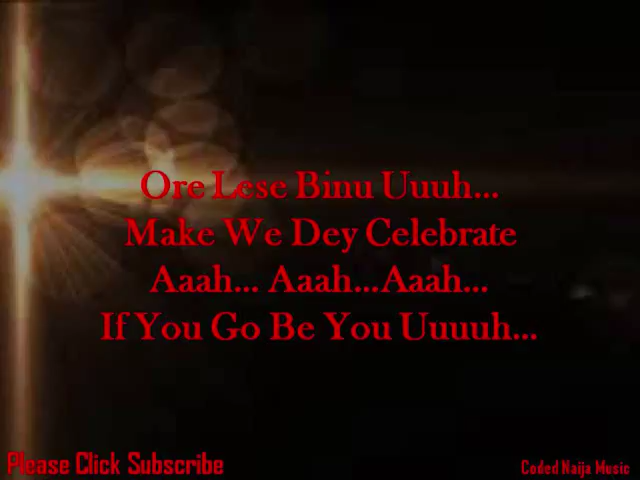 Ore Lese Binu Uuuh...
Make We Dey Celebrate
Aaah... Aaah...Aaah...
If You Go Be You Uuuuh...
Please Click Subscribe
Coded Naija Music